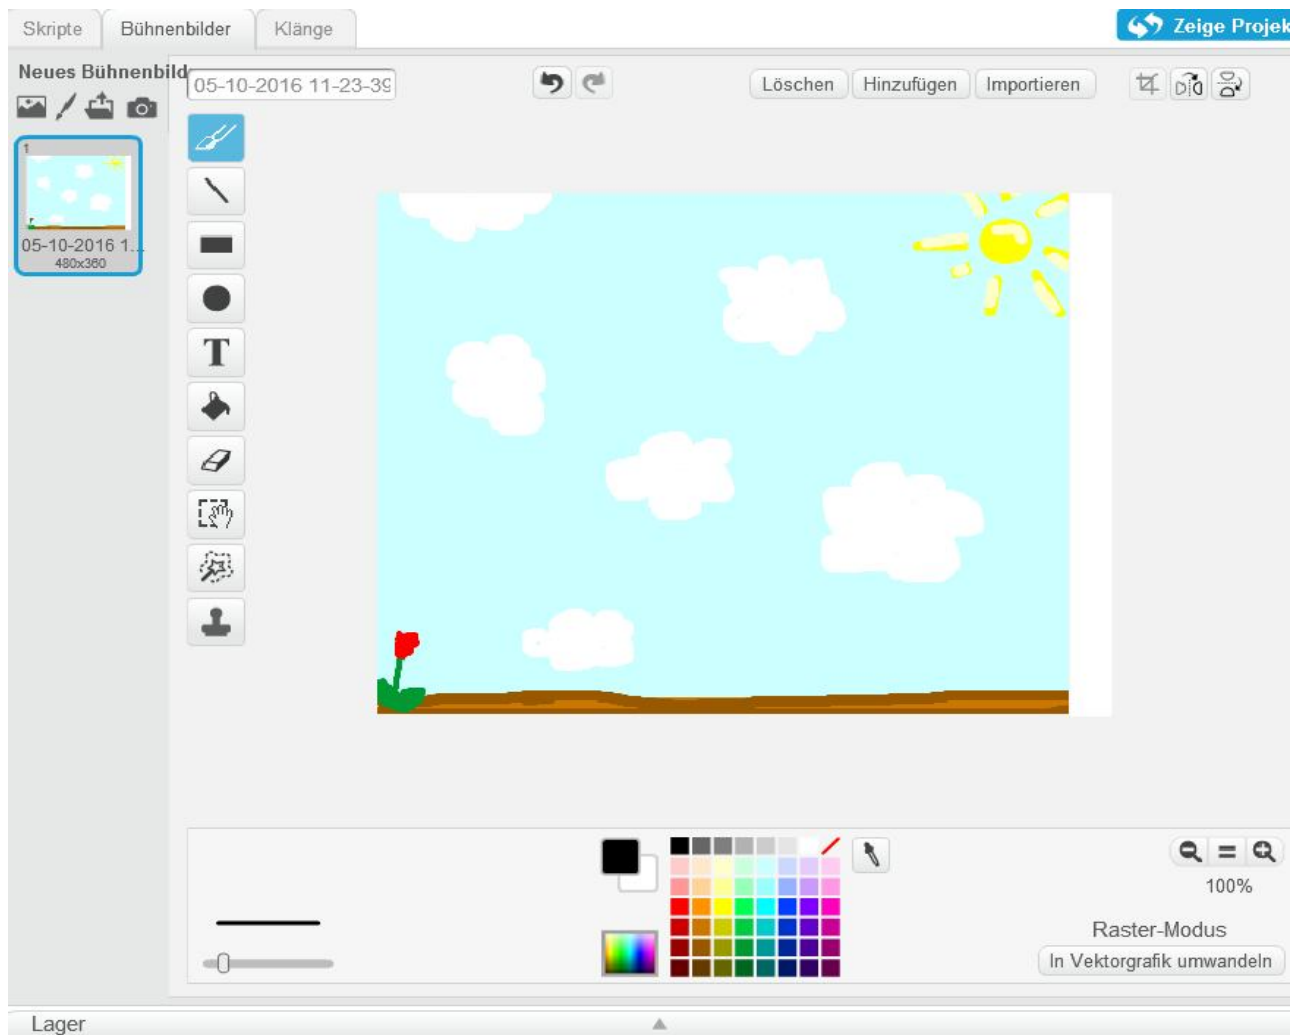 Skripte
Bühnenbilder
Klänge
Zeige Projek
Neues Bühnenbild
05-10-2016 11-23-39
Löschen
Hinzufügen
Importieren
1
05-10-2016 1...
480x360
T
100%
Raster-Modus
In Vektorgrafik umwandeln
Lager